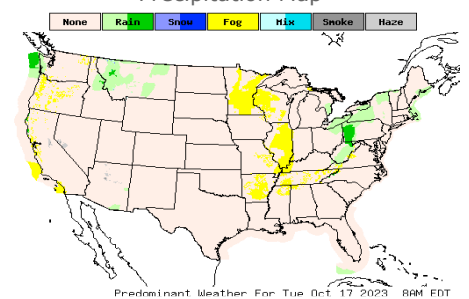 Precipitation Map
None Rain Snow Fog Mix Smoke Haze
Predominant Weather For Tue Oct 17 2023 8AM EDT